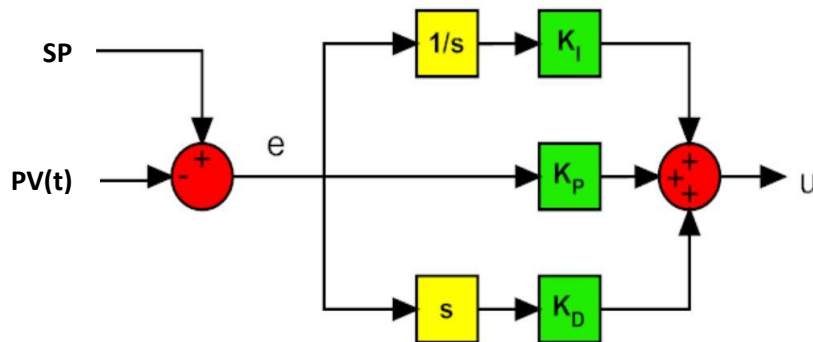 SP
1/s
K_I
+
e
PV(t)
-
K_P
+
+
+
u
s
K_D